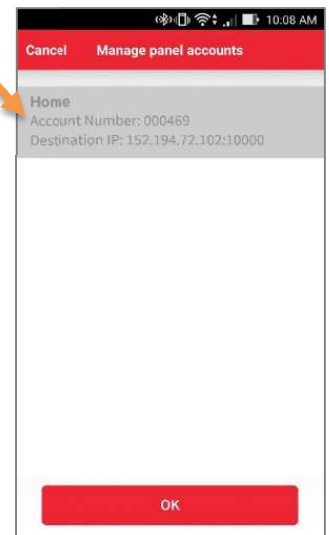 10:08 AM
Cancel Manage panel accounts
Home
Account Number: 000469
Destination IP: 152.194.72.102:10000
OK